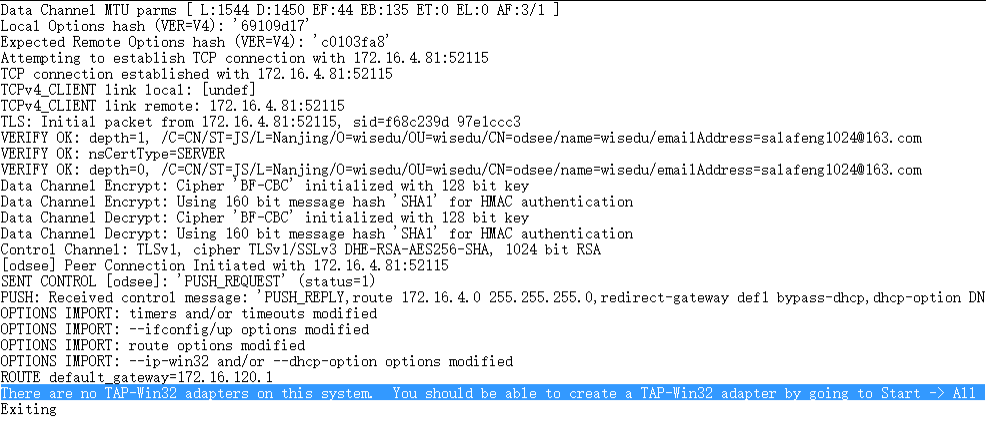 Data Channel MTU parms [ L:1544 D:1450 EF:44 EB:135 ET:0 EL:0 AF:3/1 ]
Local Options hash (VER=V4): '69109d17'
Expected Remote Options hash (VER=V4): 'c0103fa8'
Attempting to establish TCP connection with 172.16.4.81:52115
TCP connection established with 172.16.4.81:52115
TCPv4_CLIENT link local: [undef]
TCPv4_CLIENT link remote: 172.16.4.81:52115
TLS: Initial packet from 172.16.4.81:52115, sid=f68c239d 97e1ccc3
VERIFY OK: depth=1, /C=CN/ST=JS/L=Nanjing/O=wisedu/OU=wisedu/CN=odsee/name=wisedu/emailAddress=salafeng1024@163.com
VERIFY OK: nsCertType=SERVER
VERIFY OK: depth=0, /C=CN/ST=JS/L=Nanjing/O=wisedu/OU=wisedu/CN=odsee/name=wisedu/emailAddress=salafeng1024@163.com
Data Channel Encrypt: Cipher 'BF-CBC' initialized with 128 bit key
Data Channel Encrypt: Using 160 bit message hash 'SHA1' for HMAC authentication
Data Channel Decrypt: Cipher 'BF-CBC' initialized with 128 bit key
Data Channel Decrypt: Using 160 bit message hash 'SHA1' for HMAC authentication
Control Channel: TLSv1, cipher TLSv1/SSLv3 DHE-RSA-AES256-SHA, 1024 bit RSA
[odsee] Peer Connection Initiated with 172.16.4.81:52115
SENT CONTROL [odsee]: 'PUSH_REQUEST' (status=1)
PUSH: Received control message: 'PUSH_REPLY,route 172.16.4.0 255.255.255.0,redirect-gateway def1 bypass-dhcp,dhcp-option DN
OPTIONS IMPORT: timers and/or timeouts modified
OPTIONS IMPORT: --ifconfig/up options modified
OPTIONS IMPORT: route options modified
OPTIONS IMPORT: --ip-win32 and/or --dhcp-option options modified
ROUTE default_gateway=172.16.120.1
There are no TAP-Win32 adapters on this system.  You should be able to create a TAP-Win32 adapter by going to Start -> All
Exiting